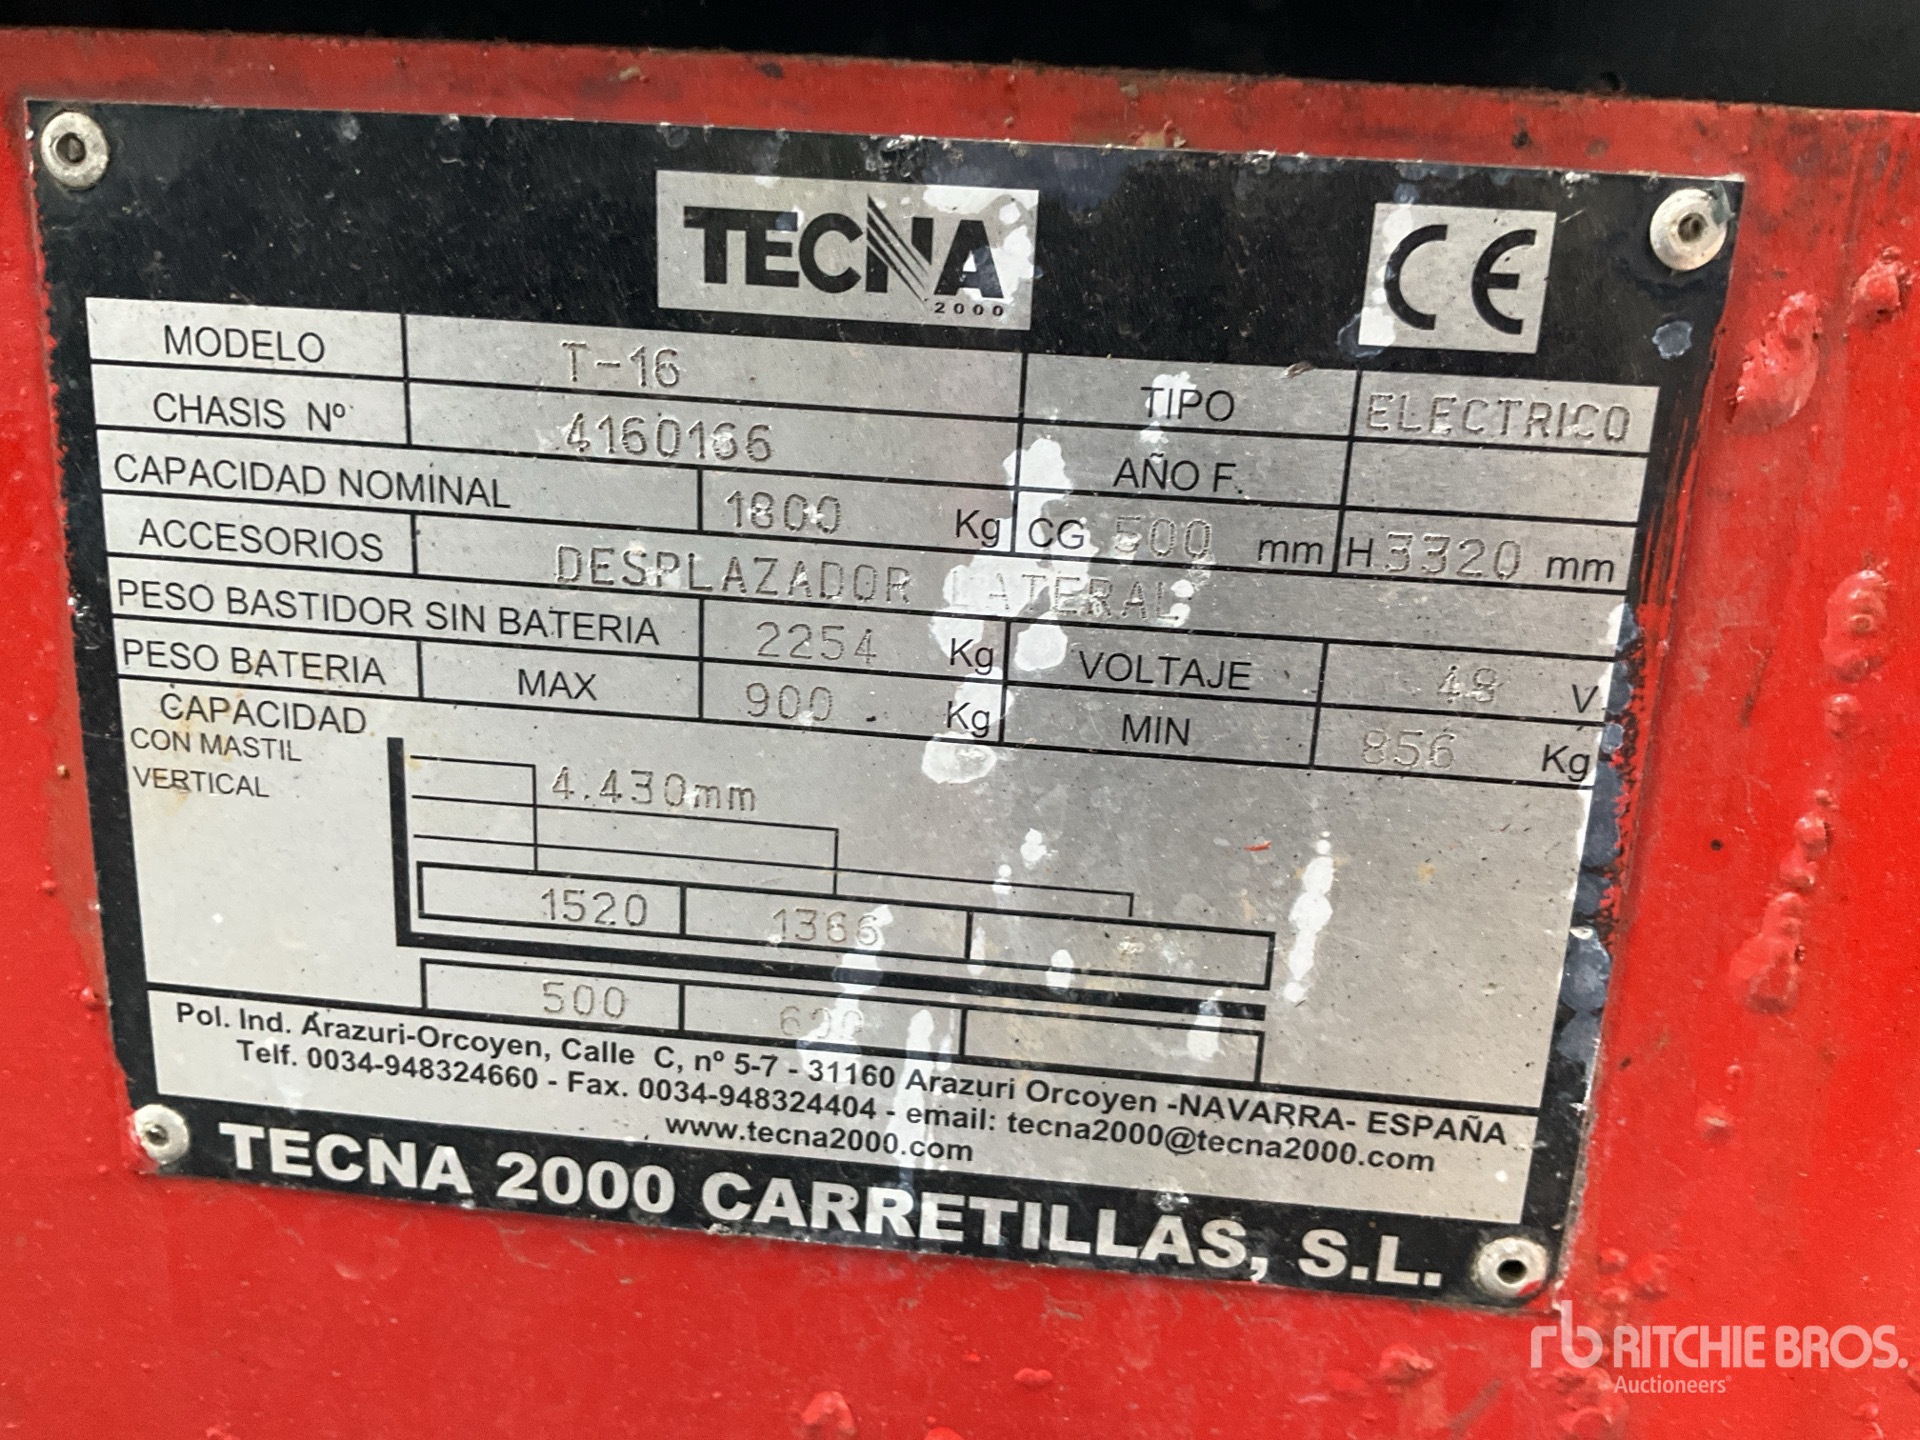 TECNA
2000
CE
MODELO T-16 TIPO ELECTRICO
CHASIS Nº 4160166 AÑO F.
CAPACIDAD NOMINAL 1800 Kg CG 500 mm H 3320 mm
ACCESORIOS DESPLAZADOR LATERAL
PESO BASTIDOR SIN BATERIA 2254 Kg VOLTAJE 48 V
PESO BATERIA MAX 900 Kg MIN 856 Kg
CAPACIDAD
CON MASTIL
VERTICAL
4.430mm
1520 1366
500 600
Pol. Ind. Arazuri-Orcoyen, Calle C, nº 5-7 - 31160 Arazuri Orcoyen -NAVARRA- ESPAÑA
Telf. 0034-948324660 - Fax. 0034-948324404 - email: tecna2000@tecna2000.com
www.tecna2000.com
TECNA 2000 CARRETILLAS, S.L.
rb RITCHIE BROS.
Auctioneers